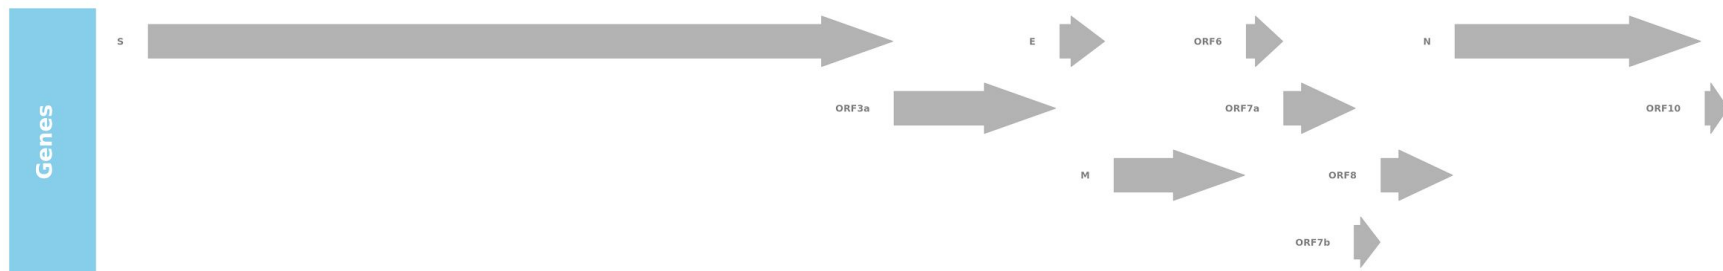 Genes
S
E
ORF6
N
ORF3a
ORF7a
ORF10
M
ORF8
ORF7b